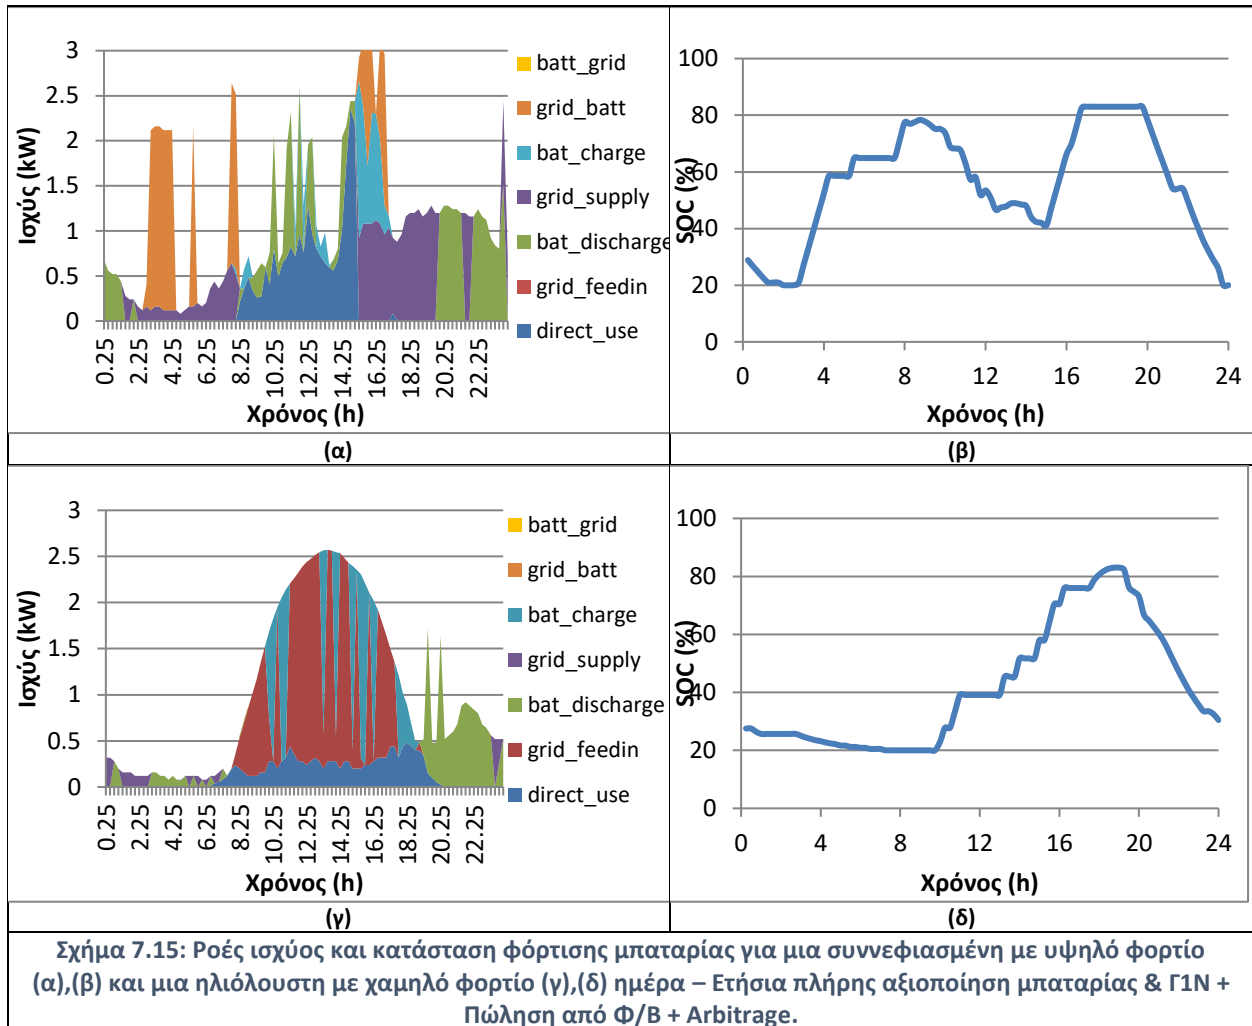 3
2.5
2
1.5
1
0.5
0
Ισχύς (kW)
0.25
2.25
4.25
6.25
8.25
10.25
12.25
14.25
16.25
18.25
20.25
22.25
Χρόνος (h)
batt_grid
grid_batt
bat_charge
grid_supply
bat_discharge
grid_feedin
direct_use
100
80
60
40
20
0
SOC (%)
0 4 8 12 16 20 24
Χρόνος (h)
(α)
(β)
3
2.5
2
1.5
1
0.5
0
Ισχύς (kW)
0.25
2.25
4.25
6.25
8.25
10.25
12.25
14.25
16.25
18.25
20.25
22.25
Χρόνος (h)
batt_grid
grid_batt
bat_charge
grid_supply
bat_discharge
grid_feedin
direct_use
100
80
60
40
20
0
SOC (%)
0 4 8 12 16 20 24
Χρόνος (h)
(γ)
(δ)
Σχήμα 7.15: Ροές ισχύος και κατάσταση φόρτισης μπαταρίας για μια συννεφιασμένη με υψηλό φορτίο
(α),(β) και μια ηλιόλουστη με χαμηλό φορτίο (γ),(δ) ημέρα – Ετήσια πλήρης αξιοποίηση μπαταρίας & Γ1Ν +
Πώληση από Φ/Β + Arbitrage.